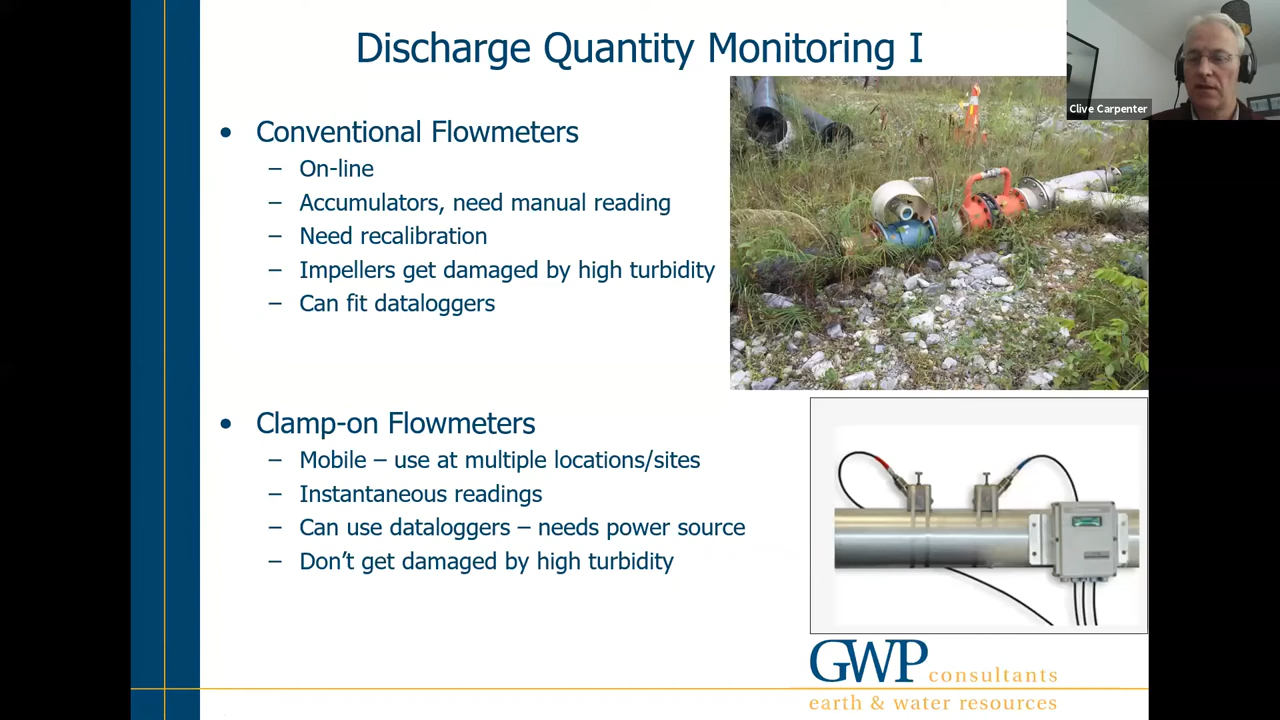 Discharge Quantity Monitoring I
Clive Carpenter
• Conventional Flowmeters
– On-line
– Accumulators, need manual reading
– Need recalibration
– Impellers get damaged by high turbidity
– Can fit dataloggers
• Clamp-on Flowmeters
– Mobile – use at multiple locations/sites
– Instantaneous readings
– Can use dataloggers – needs power source
– Don’t get damaged by high turbidity
GWP consultants
earth & water resources